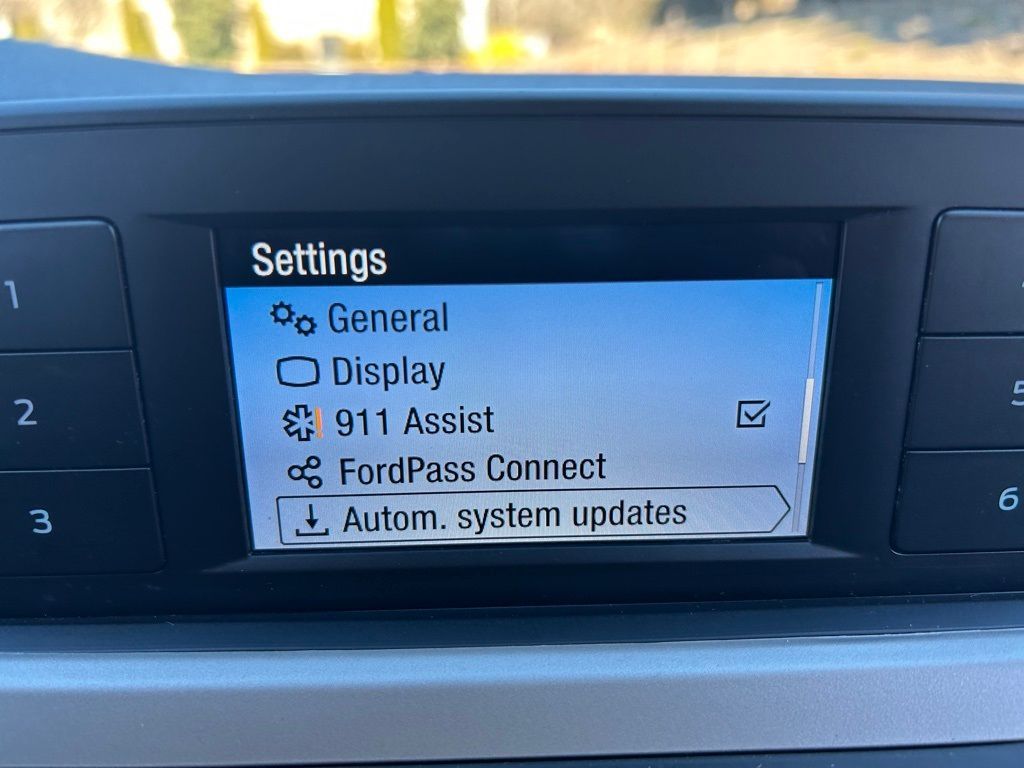 Settings
General
Display
911 Assist
FordPass Connect
Autom. system updates
1
2
3
5
6